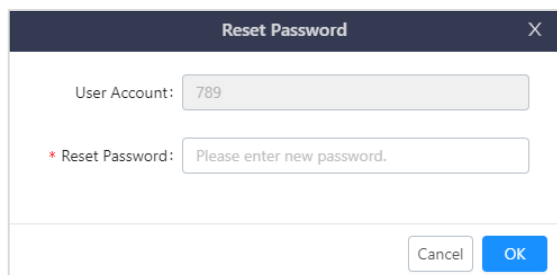 Reset Password X
User Account: 789
* Reset Password: Please enter new password.
Cancel OK